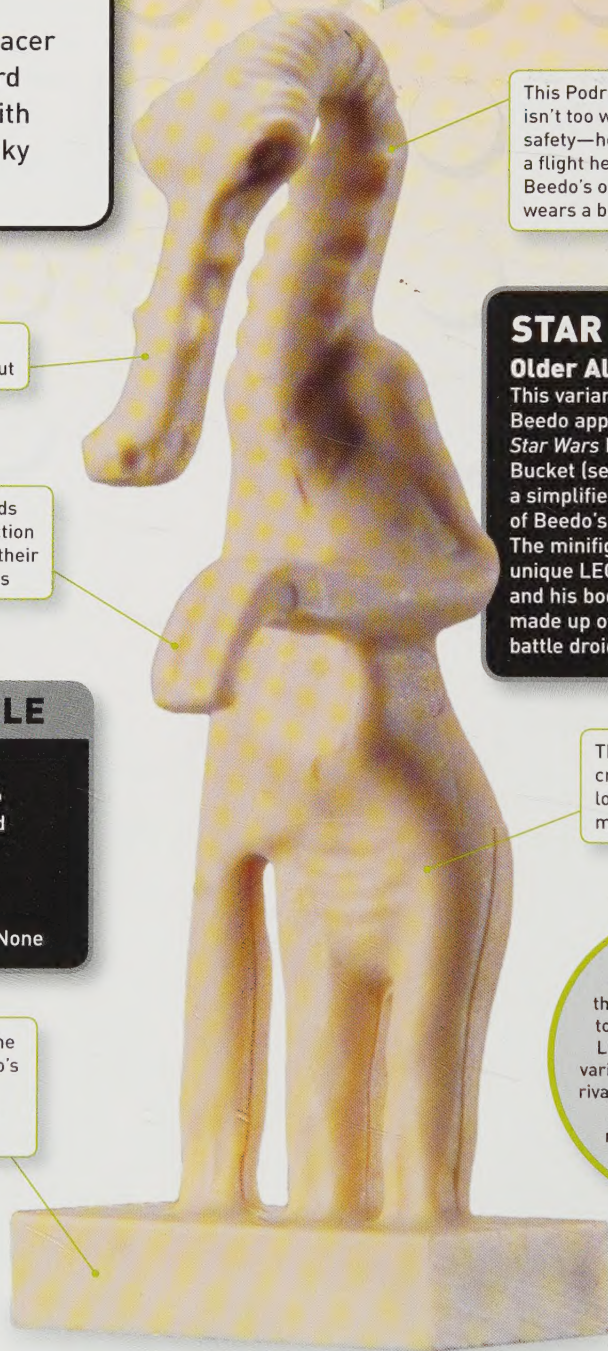 acer
rd
ith
ky
This Podr
isn't too w
safety—he
a flight he
Beedo's o
wears a b
ut
STAR
Older Al
This varian
Beedo app
Star Wars
Bucket (se
a simplifie
of Beedo's
The minifig
unique LEG
and his bod
made up o
battle droid
ds
tion
their
s
LE
o
d
None
Th
cr
lo
m
ne
o's
th
to
L
vari
riva